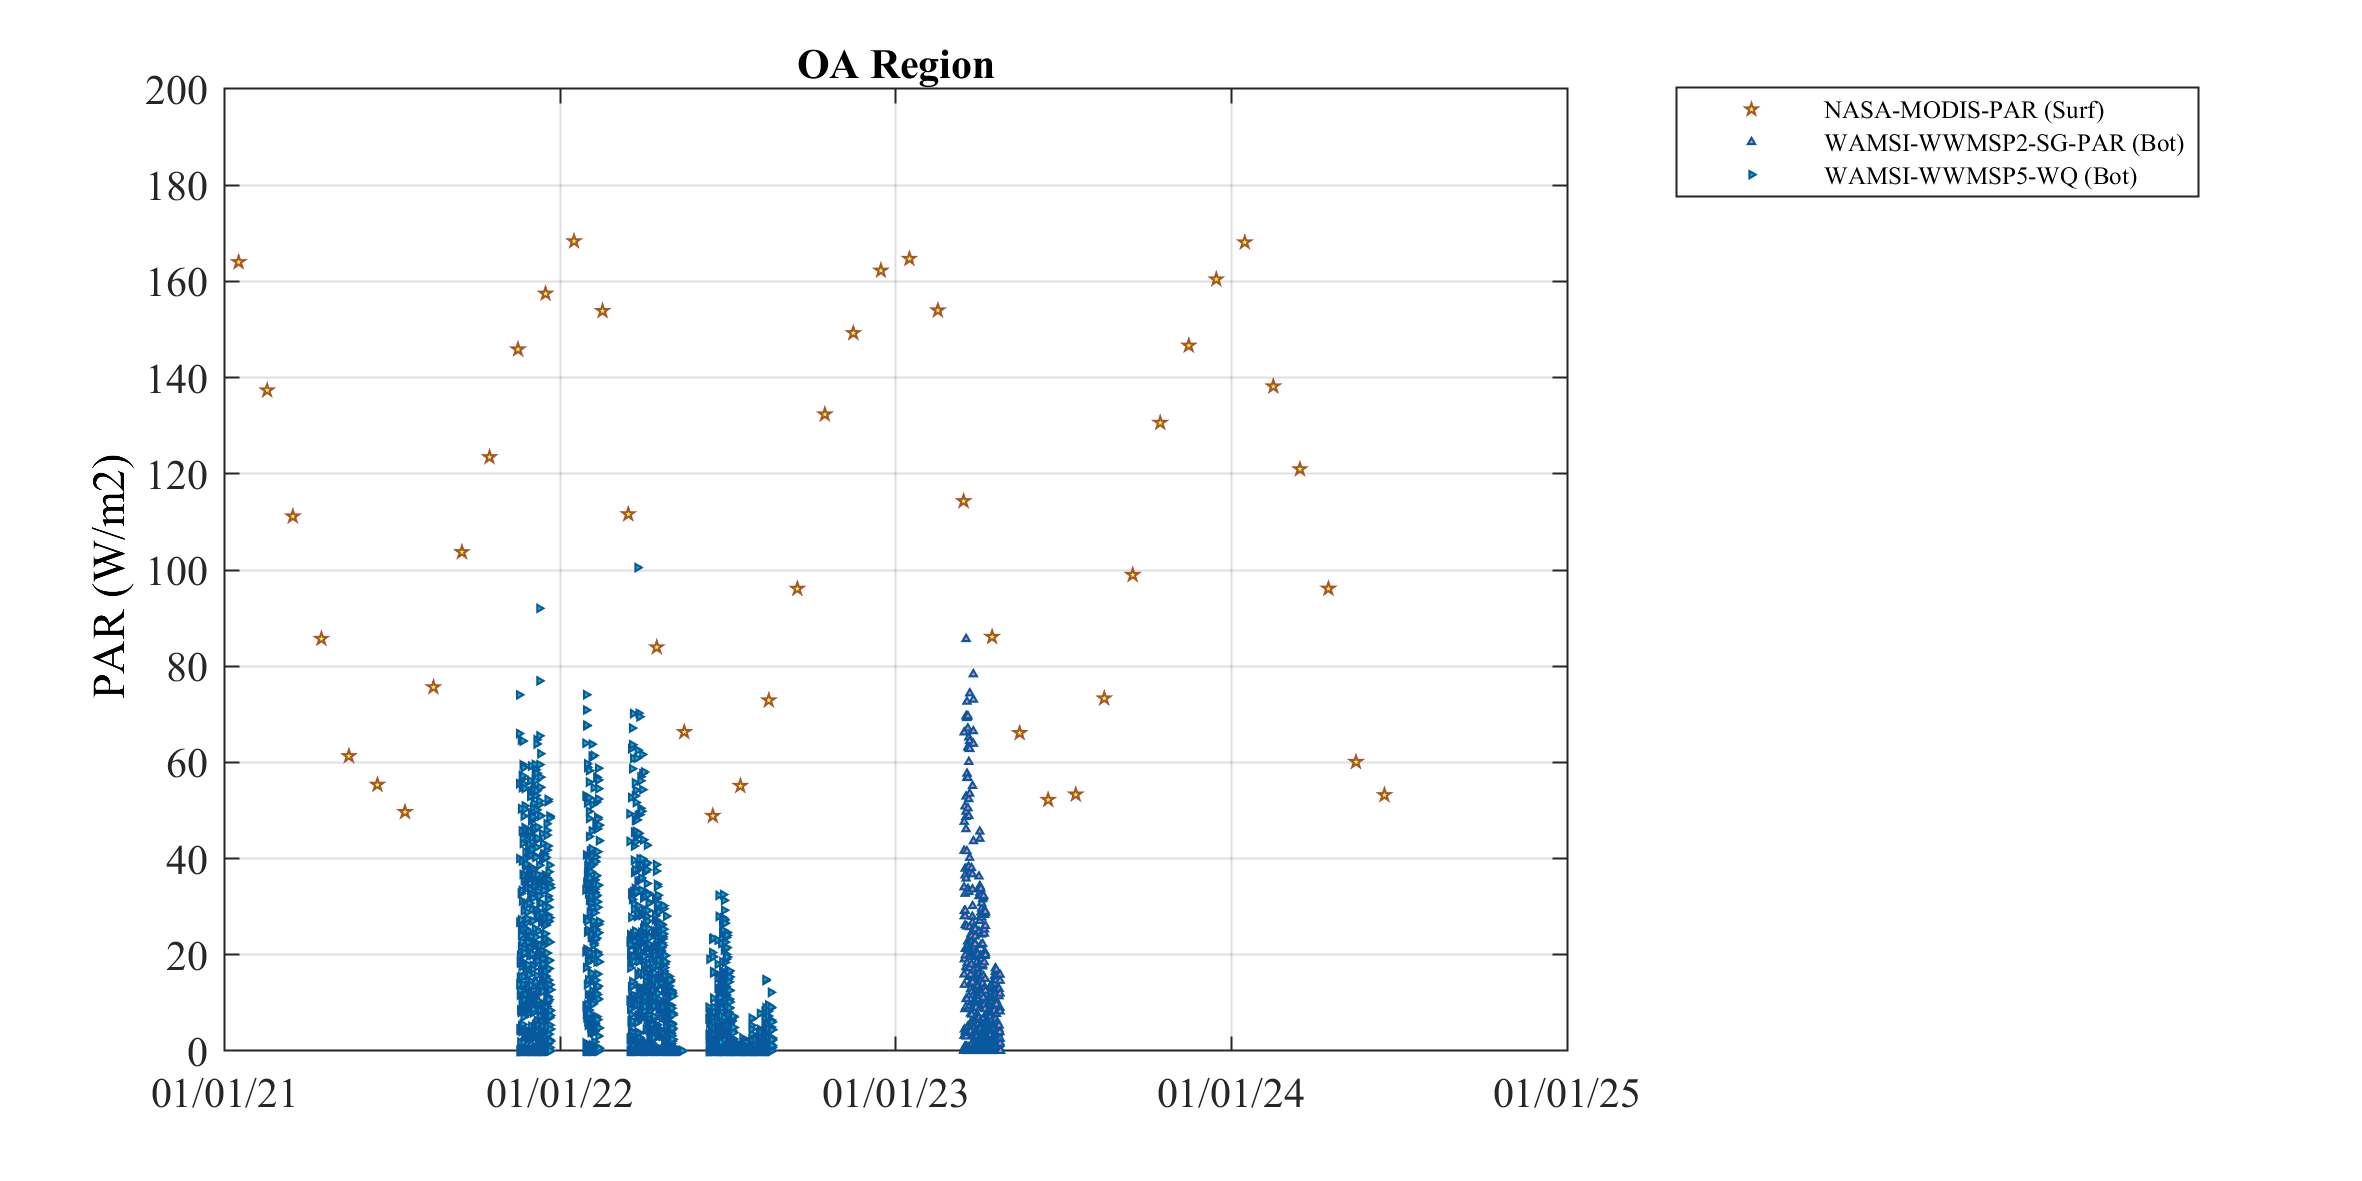 OA Region
200
180
160
140
120
100
80
60
40
20
0
PAR (W/m2)
01/01/21 01/01/22 01/01/23 01/01/24 01/01/25
NASA-MODIS-PAR (Surf)
WAMSI-WWMSP2-SG-PAR (Bot)
WAMSI-WWMSP5-WQ (Bot)